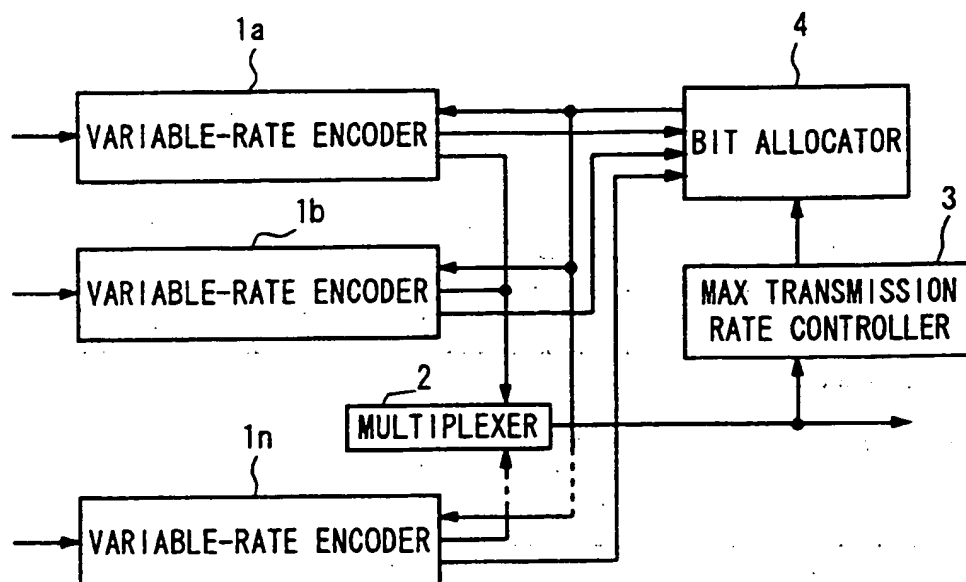 1a
4
VARIABLE-RATE ENCODER
BIT ALLOCATOR
1b
3
VARIABLE-RATE ENCODER
MAX TRANSMISSION
RATE CONTROLLER
2
MULTIPLEXER
1n
VARIABLE-RATE ENCODER